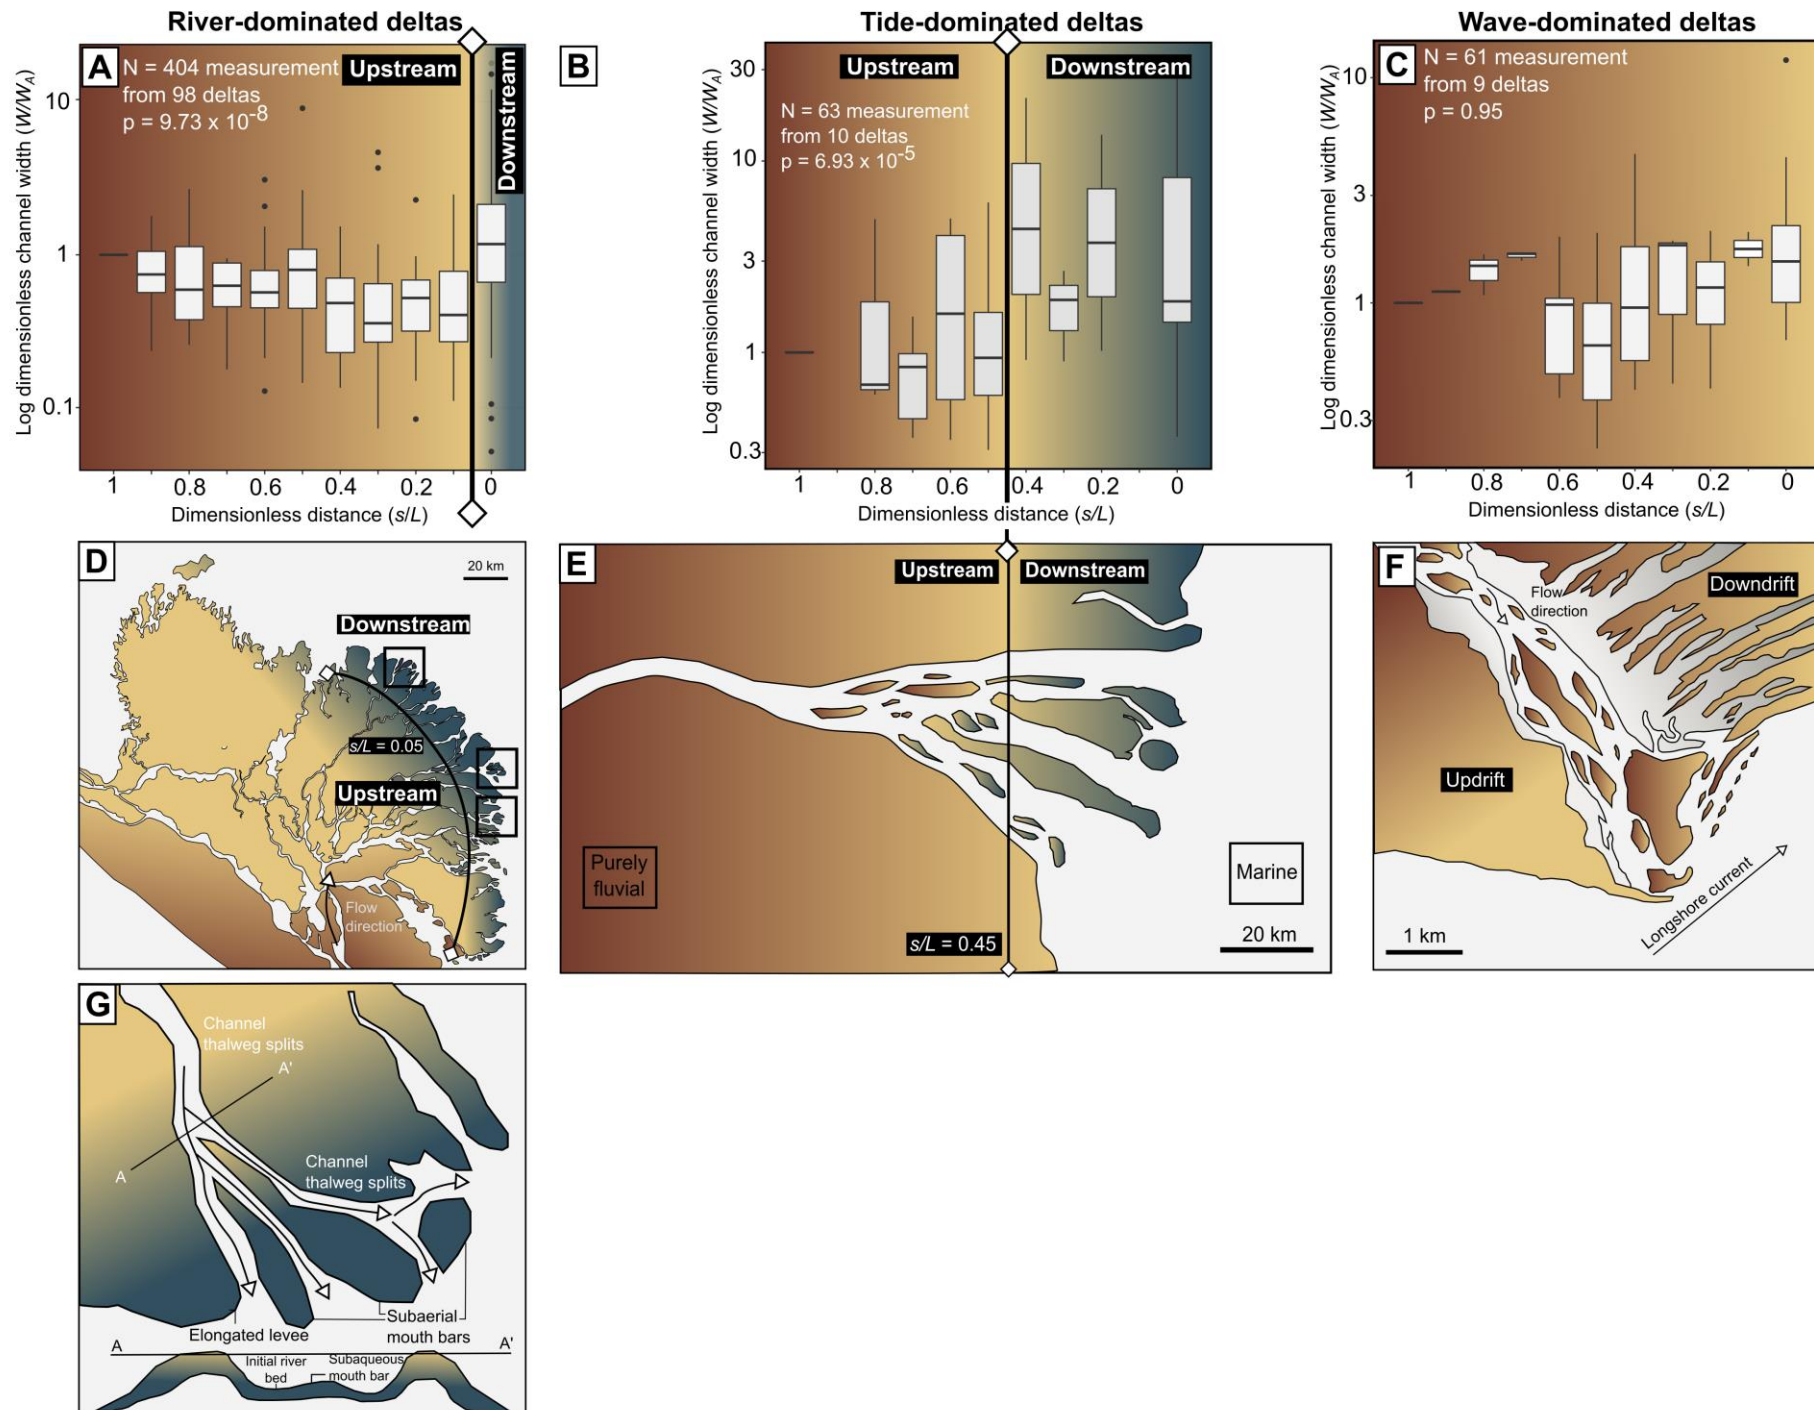 River-dominated deltas
Tide-dominated deltas
Wave-dominated deltas
A
N = 404 measurement
from 98 deltas
p = 9.73 x 10-8
Upstream
Downstream
Log dimensionless channel width (W/WA)
10
1
0.1
1
0.8
0.6
0.4
0.2
0
Dimensionless distance (s/L)
B
Upstream
Downstream
N = 63 measurement
from 10 deltas
p = 6.93 x 10-5
Log dimensionless channel width (W/WA)
30
10
3
1
0.3
1
0.8
0.6
0.4
0.2
0
Dimensionless distance (s/L)
C
N = 61 measurement
from 9 deltas
p = 0.95
Log dimensionless channel width (W/WA)
10
3
1
0.3
1
0.8
0.6
0.4
0.2
0
Dimensionless distance (s/L)
D
20 km
Downstream
s/L = 0.05
Upstream
Flow
direction
E
Upstream
Downstream
Purely
fluvial
Marine
s/L = 0.45
20 km
F
Flow
direction
Downdrift
Updrift
1 km
Longshore current
G
Channel
thalweg splits
A'
A
Channel
thalweg splits
Elongated levee
Subaerial
mouth bars
A
A'
Initial river
bed
Subaqueous
mouth bar